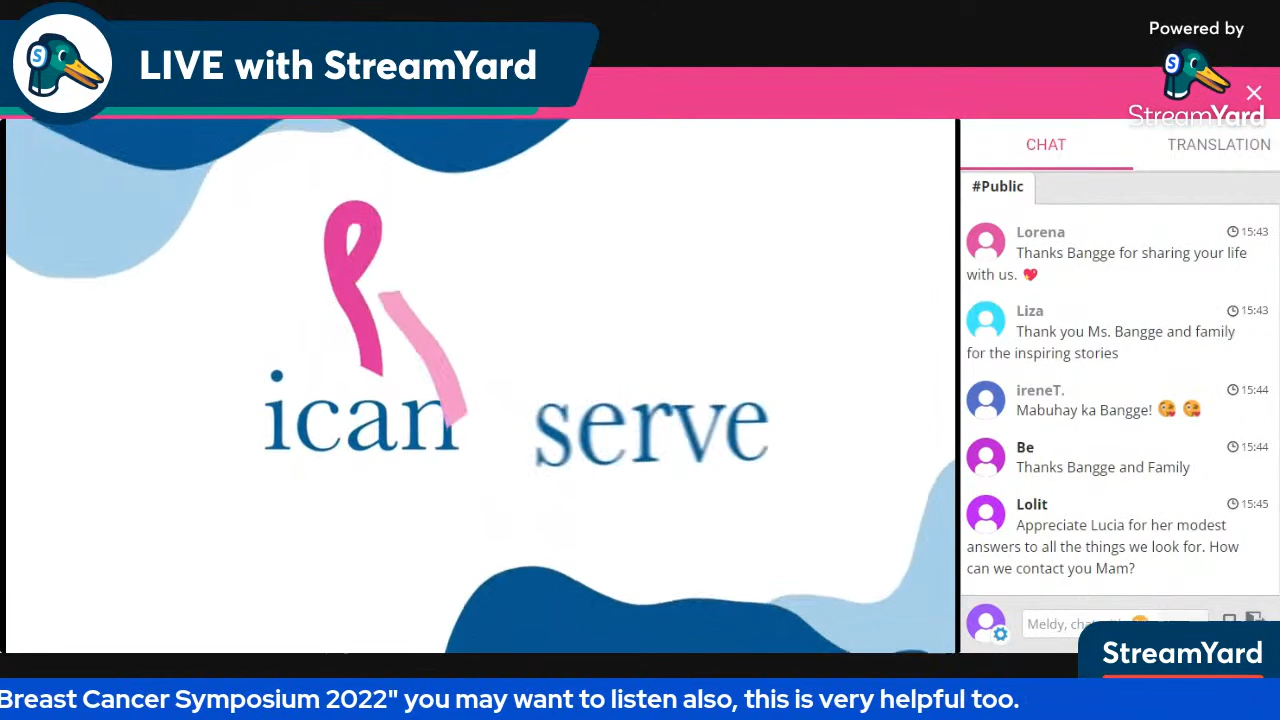 LIVE with StreamYard
Powered by
StreamYard
CHAT
TRANSLATION
#Public
Lorena
15:43
Thanks Bangge for sharing your life
with us.
Liza
15:43
Thank you Ms. Bangge and family
for the inspiring stories
ireneT.
15:44
Mabuhay ka Bangge!
Be
15:44
Thanks Bangge and Family
Lolit
15:45
Appreciate Lucia for her modest
answers to all the things we look for. How
can we contact you Mam?
Meldy,
ican serve
StreamYard
Breast Cancer Symposium 2022" you may want to listen also, this is very helpful too.